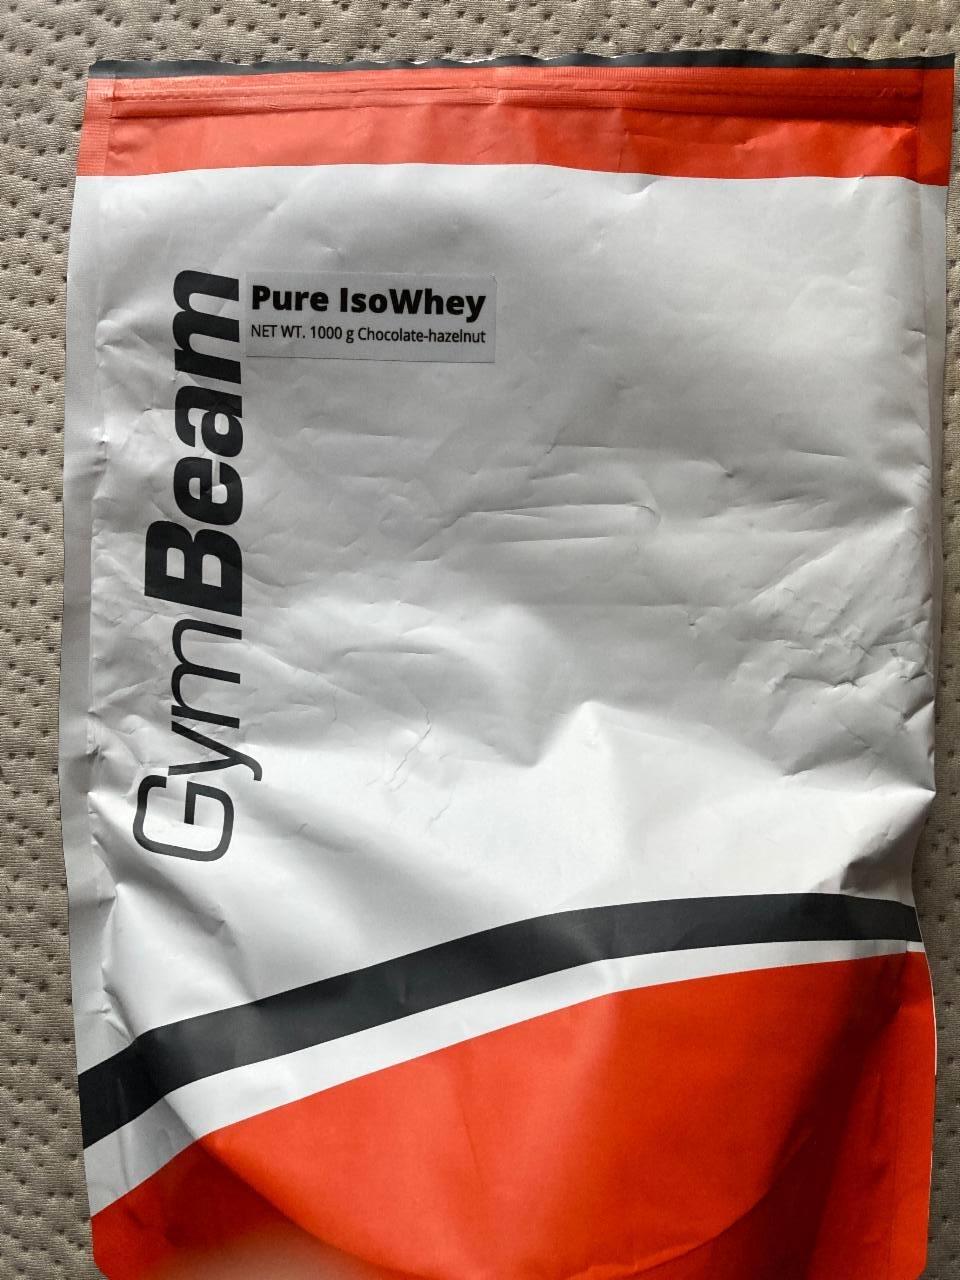 GymBeam
Pure IsoWhey
NET WT. 1000 g Chocolate-hazelnut